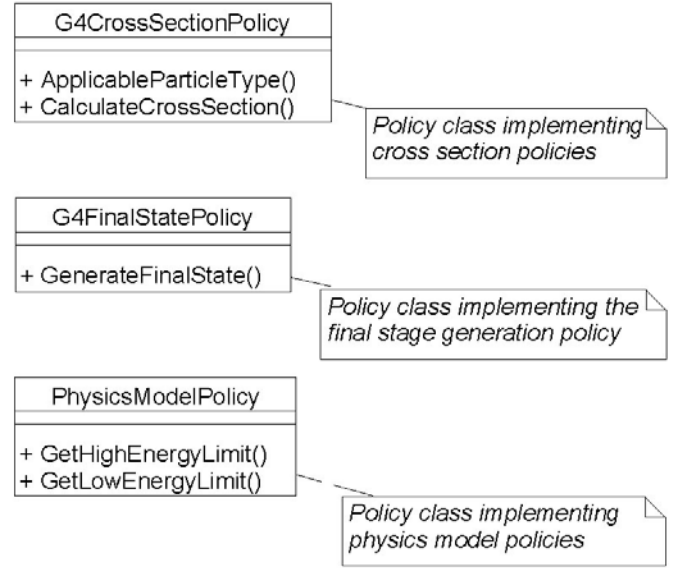 G4CrossSectionPolicy
+ ApplicableParticleType()
+ CalculateCrossSection()
Policy class implementing
cross section policies
G4FinalStatePolicy
+ GenerateFinalState()
Policy class implementing the
final stage generation policy
PhysicsModelPolicy
+ GetHighEnergyLimit()
+ GetLowEnergyLimit()
Policy class implementing
physics model policies